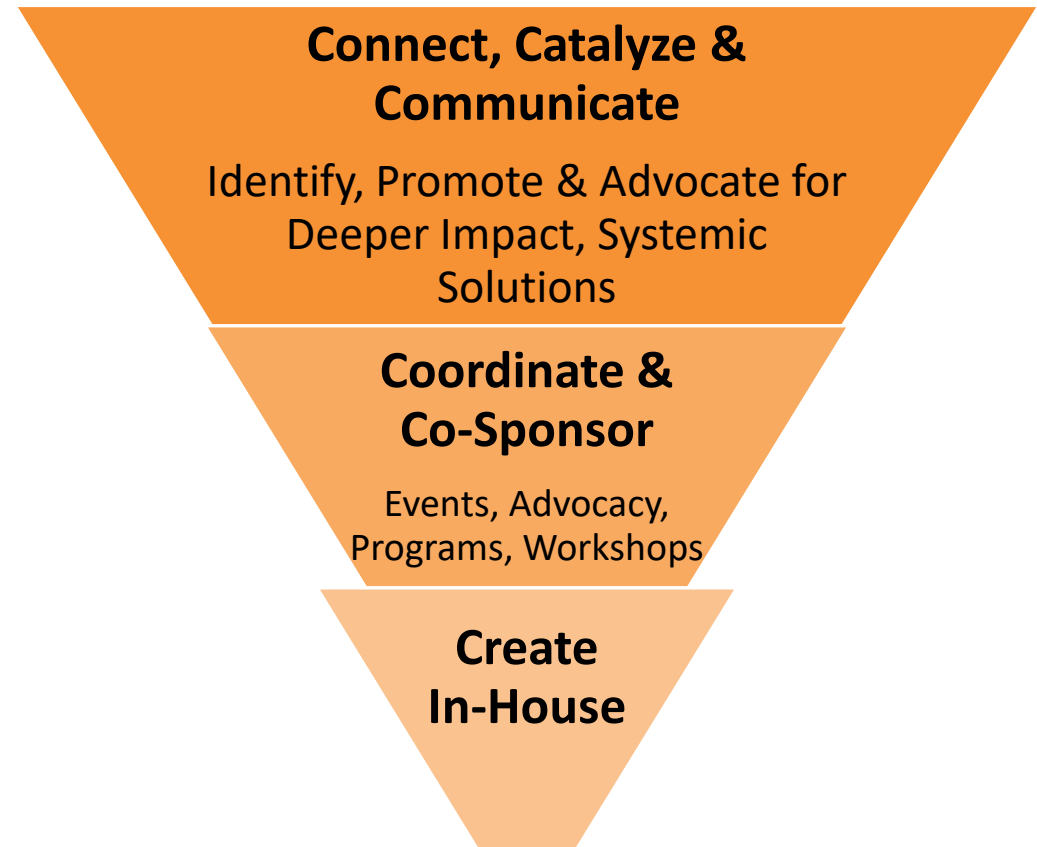 Connect, Catalyze &
Communicate
Identify, Promote & Advocate for
Deeper Impact, Systemic
Solutions
Coordinate &
Co-Sponsor
Events, Advocacy,
Programs, Workshops
Create
In-House